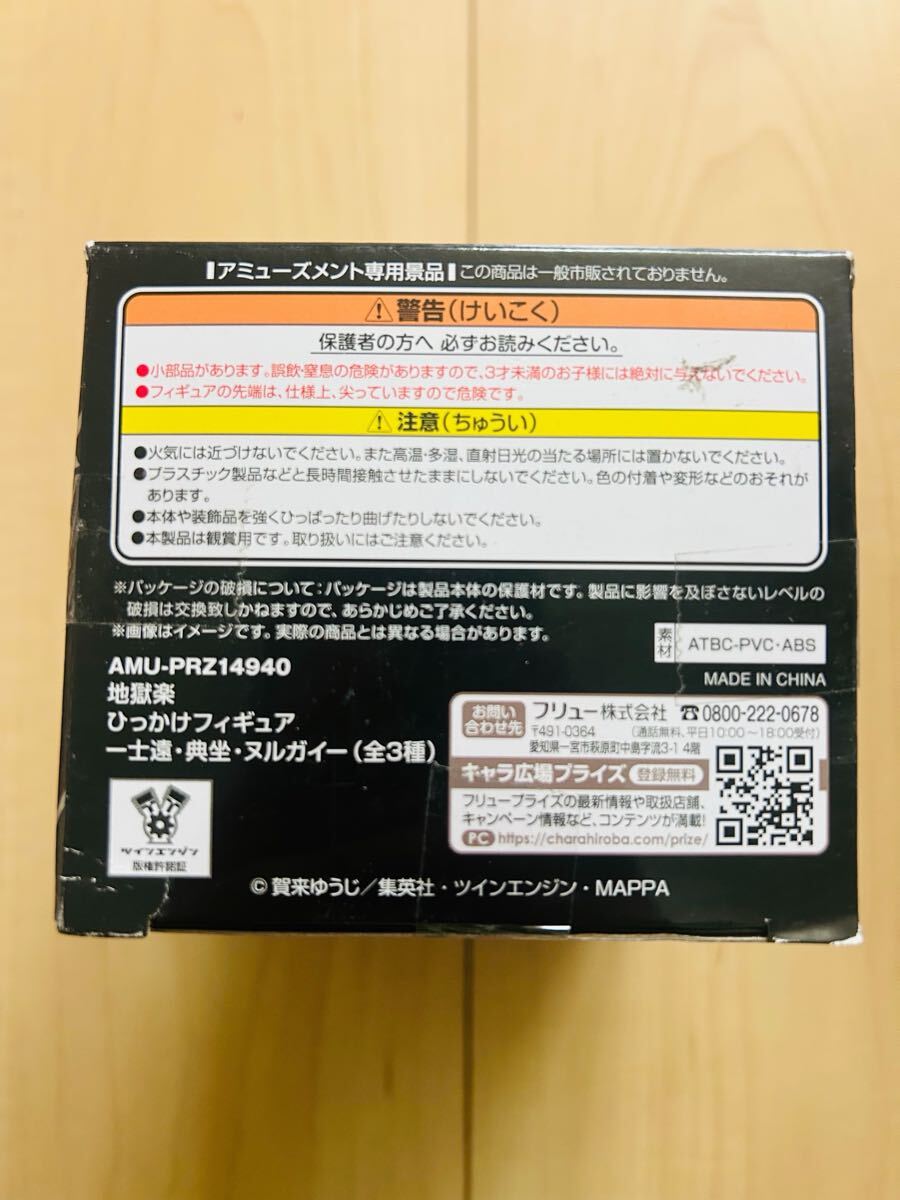 アミューズメント専用景品 この商品は一般市販されておりません。
⚠警告(けいこく)
保護者の方へ 必ずお読みください。
●小部品があります。誤飲・窒息の危険がありますので、3才未満のお子様には絶対に与えないでください。
●フィギュアの先端は、仕様上、尖っていますので危険です。
⚠注意(ちゅうい)
●火気には近づけないでください。また高温・多湿、直射日光の当たる場所には置かないでください。
●プラスチック製品などと長時間接触させたままにしないでください。色の付着や変形などのおそれが
あります。
●本体や装飾品を強くひっぱったり曲げたりしないでください。
●本製品は観賞用です。取り扱いにはご注意ください。
※パッケージの破損について:パッケージは製品本体の保護材です。製品に影響を及ぼさないレベルの
破損は交換致しかねますので、あらかじめご了承ください。
※画像はイメージです。実際の商品とは異なる場合があります。
素材 ATBC-PVC・ABS
MADE IN CHINA
AMU-PRZ14940
地獄楽
ひっかけフィギュア
ー士遠・典坐・ヌルガイー(全3種)
お問い合わせ先 フリュー株式会社 ☎0800-222-0678
〒491-0364 (通話無料、平日10:00〜18:00受付)
愛知県一宮市萩原町中島字流3-1 4階
キャラ広場プライズ 登録無料
フリュープライズの最新情報や取扱店舗、
キャンペーン情報など、コンテンツが満載!
PC https://charahiroba.com/prize/
ツインエンジン
版権許諾証
© 賀来ゆうじ/集英社・ツインエンジン・MAPPA